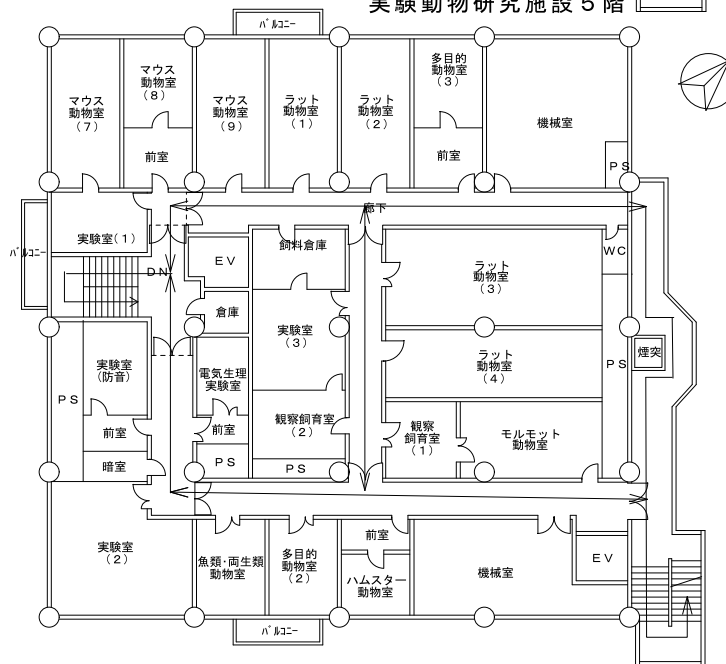 実験動物研究施設5階
バルコニー
マウス
動物室
(7)
マウス
動物室
(8)
前室
マウス
動物室
(9)
ラット
動物室
(1)
ラット
動物室
(2)
多目的
動物室
(3)
前室
機械室
PS
廊下
実験室(1)
バルコニー
DN
EV
飼料倉庫
WC
ラット
動物室
(3)
倉庫
実験室
(3)
煙突
実験室
(防音)
PS
電気生理
実験室
ラット
動物室
(4)
PS
前室
前室
観察飼育室
(2)
観察
飼育室
(1)
モルモット
動物室
暗室
PS
PS
実験室
(2)
魚類・両生類
動物室
多目的
動物室
(2)
前室
ハムスター
動物室
機械室
EV
バルコニー